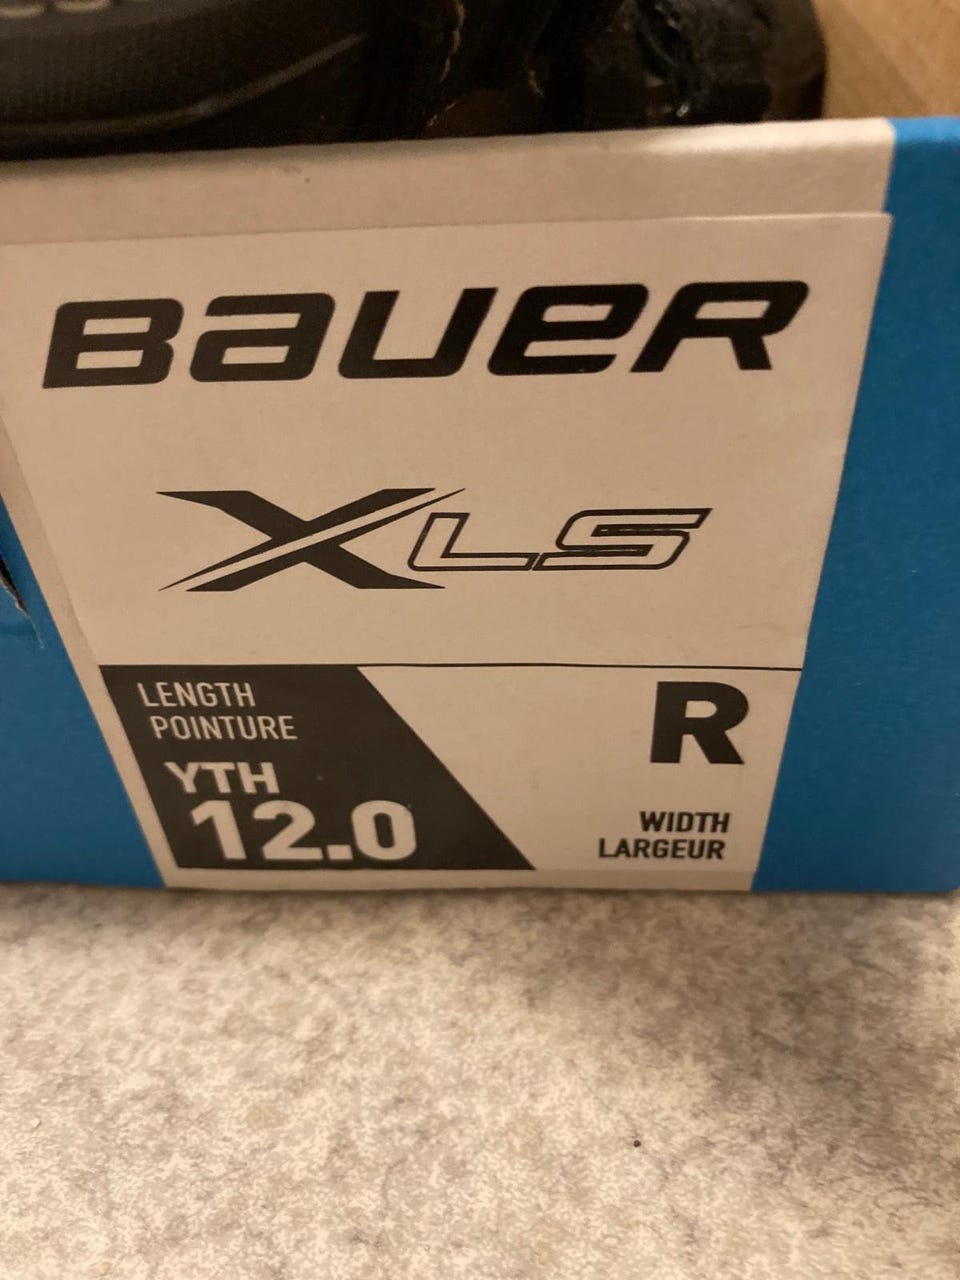 BAUER
XLS
LENGTH
POINTURE
YTH
12.0
R
WIDTH
LARGEUR